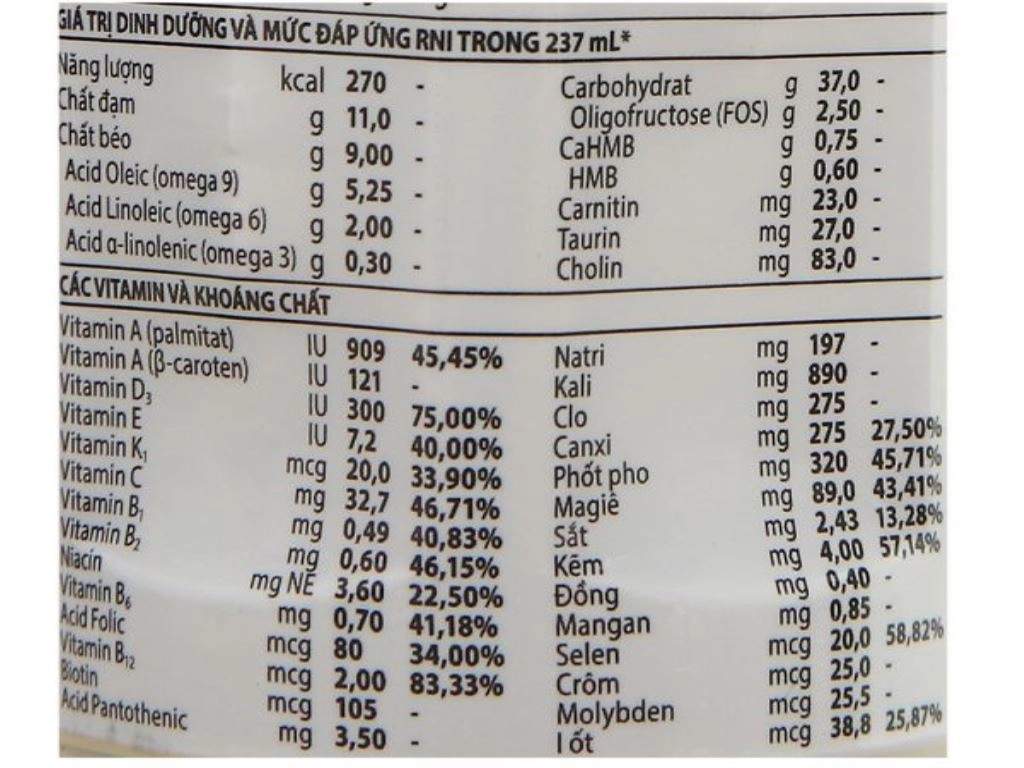 GIÁ TRỊ DINH DƯỠNG VÀ MỨC ĐÁP ỨNG RNI TRONG 237 mL*
Năng lượng kcal 270 -
Chất đạm g 11,0 -
Chất béo g 9,00 -
Acid Oleic (omega 9) g 5,25 -
Acid Linoleic (omega 6) g 2,00 -
Acid α-linolenic (omega 3) g 0,30 -
Carbohydrat g 37,0 -
Oligofructose (FOS) g 2,50 -
CaHMB g 0,75 -
HMB g 0,60 -
Carnitin mg 23,0 -
Taurin mg 27,0 -
Cholin mg 83,0 -
CÁC VITAMIN VÀ KHOÁNG CHẤT
Vitamin A (palmitat) IU 909 45,45%
Vitamin A (β-caroten) IU 121 -
Vitamin D₃ IU 300 75,00%
Vitamin E IU 7,2 40,00%
Vitamin K₁ mcg 20,0 33,90%
Vitamin C mg 32,7 46,71%
Vitamin B₁ mg 0,49 40,83%
Vitamin B₂ mg 0,60 46,15%
Niacin mg NE 3,60 22,50%
Vitamin B₆ mg 0,70 41,18%
Acid Folic mcg 80 34,00%
Vitamin B₁₂ mcg 2,00 83,33%
Biotin mcg 105 -
Acid Pantothenic mg 3,50 -
Natri mg 197 -
Kali mg 890 -
Clo mg 275 -
Canxi mg 275 27,50%
Phốt pho mg 320 45,71%
Magiê mg 89,0 43,41%
Sắt mg 2,43 13,28%
Kẽm mg 4,00 57,14%
Đồng mg 0,40 -
Mangan mg 0,85 -
Selen mcg 20,0 58,82%
Crôm mcg 25,0 -
Molybden mcg 25,5 -
I ốt mcg 38,8 25,87%